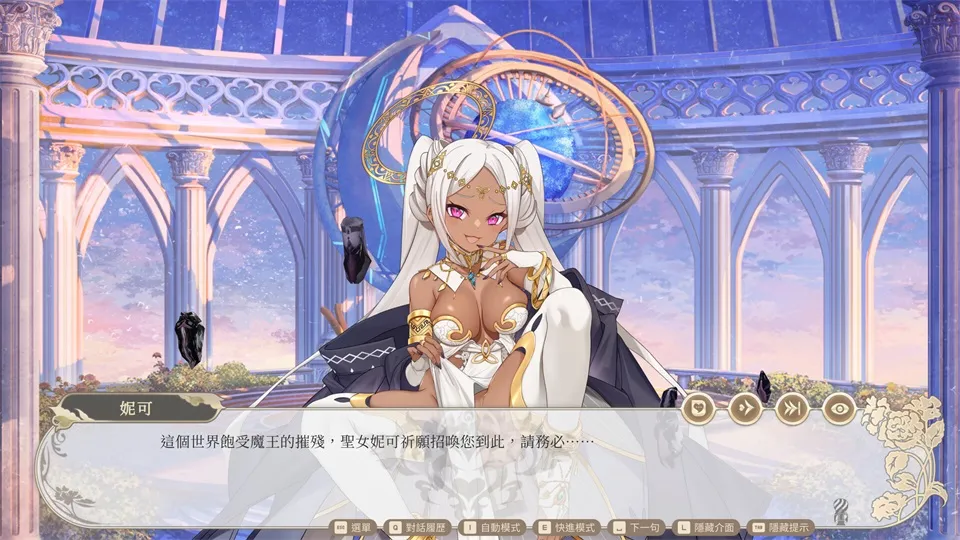 妮可
這個世界飽受魔王的摧殘，聖女妮可祈願招喚您到此，請務必⋯⋯
ESC 選單 Q 對話履歷 I 自動模式 E 快進模式 下一句 L 隱藏介面 TAB 隱藏提示